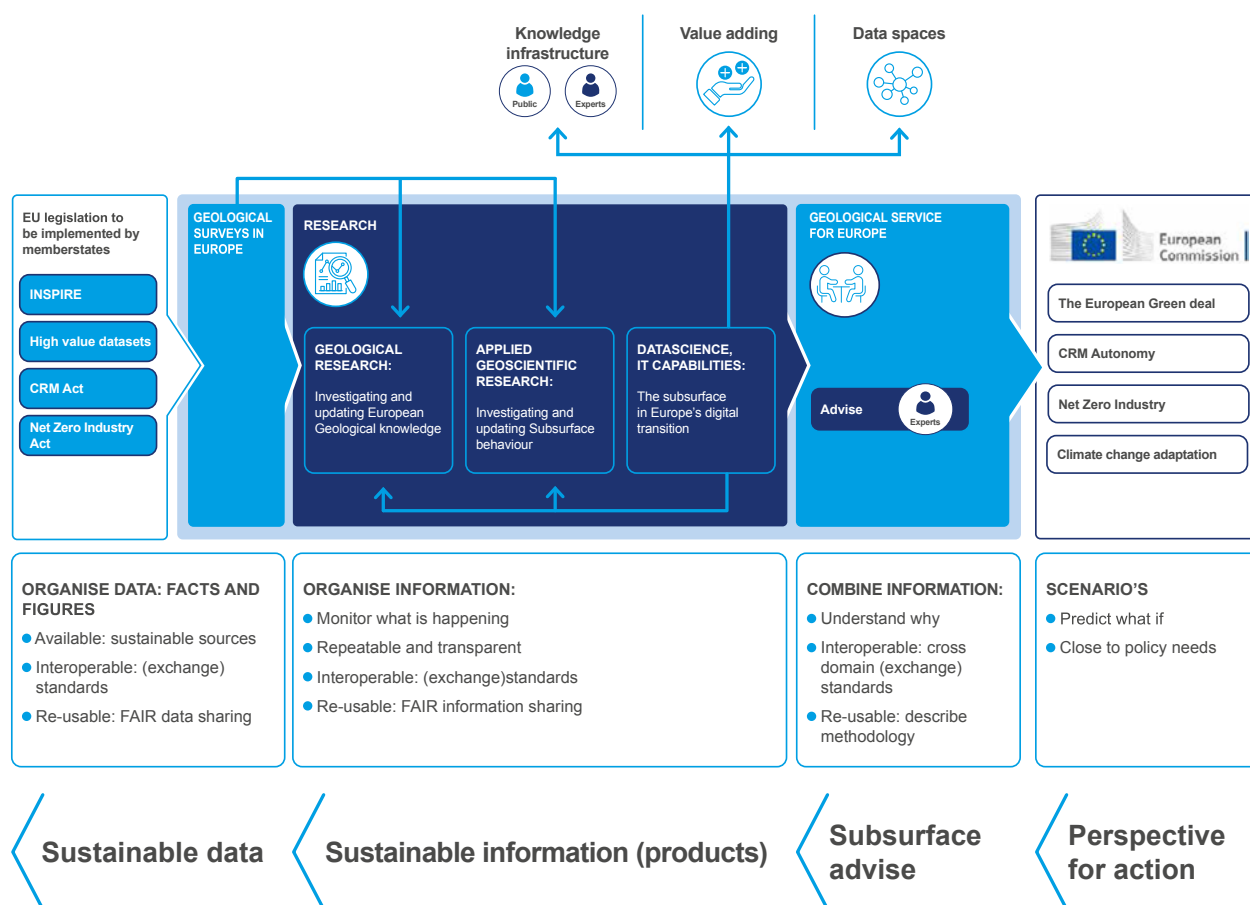 Knowledge
infrastructure
Public
Experts
Value adding
Data spaces
EU legislation to
be implemented by
memberstates
INSPIRE
High value datasets
CRM Act
Net Zero Industry
Act
GEOLOGICAL
SURVEYS IN
EUROPE
RESEARCH
GEOLOGICAL
RESEARCH:
Investigating and
updating European
Geological knowledge
APPLIED
GEOSCIENTIFIC
RESEARCH:
Investigating and
updating Subsurface
behaviour
DATASCIENCE,
IT CAPABILITIES:
The subsurface
in Europe's digital
transition
GEOLOGICAL SERVICE
FOR EUROPE
Advise
Experts
European
Commission
The European Green deal
CRM Autonomy
Net Zero Industry
Climate change adaptation
ORGANISE DATA: FACTS AND
FIGURES
• Available: sustainable sources
• Interoperable: (exchange)
standards
• Re-usable: FAIR data sharing
ORGANISE INFORMATION:
• Monitor what is happening
• Repeatable and transparent
• Interoperable: (exchange)standards
• Re-usable: FAIR information sharing
COMBINE INFORMATION:
• Understand why
• Interoperable: cross
domain (exchange)
standards
• Re-usable: describe
methodology
SCENARIO'S
• Predict what if
• Close to policy needs
Sustainable data
Sustainable information (products)
Subsurface
advise
Perspective
for action